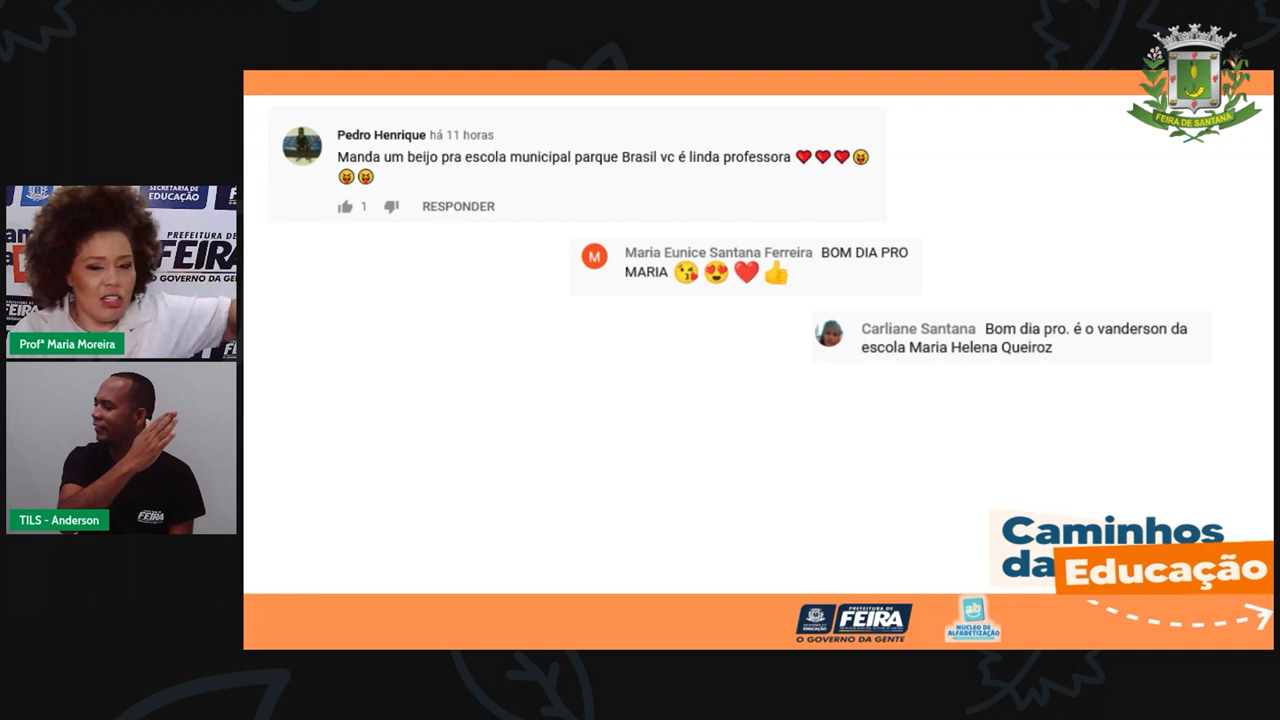 FEIRA DE SANTANA
Pedro Henrique há 11 horas
Manda um beijo pra escola municipal parque Brasil vc é linda professora ❤️❤️❤️😝
😝😝
1 RESPONDER
Maria Eunice Santana Ferreira BOM DIA PRO
MARIA 😘😍❤️👍
Carliane Santana Bom dia pro. é o vanderson da
escola Maria Helena Queiroz
SECRETARIA DE
EDUCAÇÃO
PREFEITURA DE
FEIRA
O GOVERNO DA GENTE
Profª Maria Moreira
FEIRA
TILS - Anderson
Caminhos
da Educação
PREFEITURA DE
FEIRA
O GOVERNO DA GENTE
ab
NÚCLEO DE
ALFABETIZAÇÃO